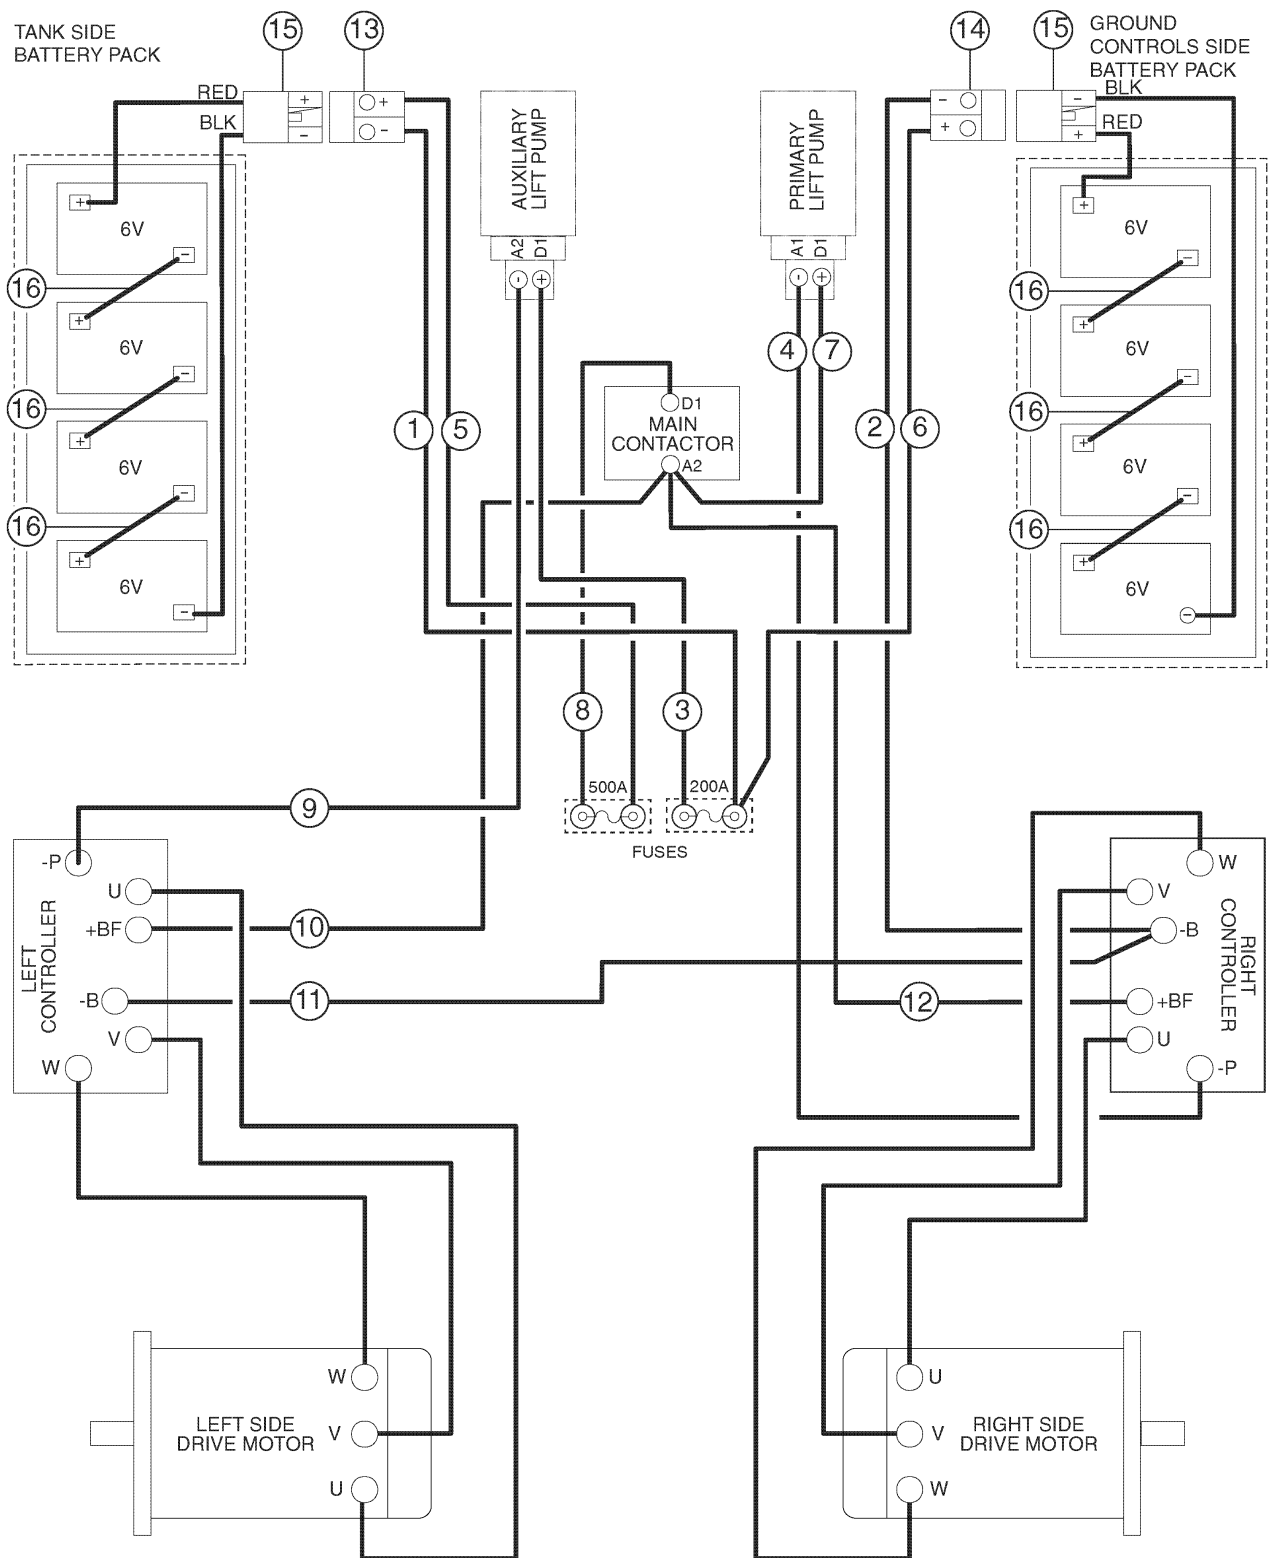 TANK SIDE
BATTERY PACK
15
13
14
15
GROUND
CONTROLS SIDE
BATTERY PACK
RED
BLK
+
-
+
-
AUXILIARY
LIFT PUMP
A2
D1
-
+
PRIMARY
LIFT PUMP
A1
D1
-
+
-
+
-
+
BLK
RED
+
6V
-
16
+
6V
-
16
+
6V
-
16
+
6V
-
+
6V
-
16
+
6V
-
16
+
6V
-
16
+
6V
-
4
7
1
5
D1
MAIN
CONTACTOR
A2
2
6
8
3
500A
200A
FUSES
9
10
11
12
-P
U
+BF
-B
V
W
LEFT
CONTROLLER
W
V
-B
+BF
U
-P
RIGHT
CONTROLLER
LEFT SIDE
DRIVE MOTOR
W
V
U
U
V
W
RIGHT SIDE
DRIVE MOTOR